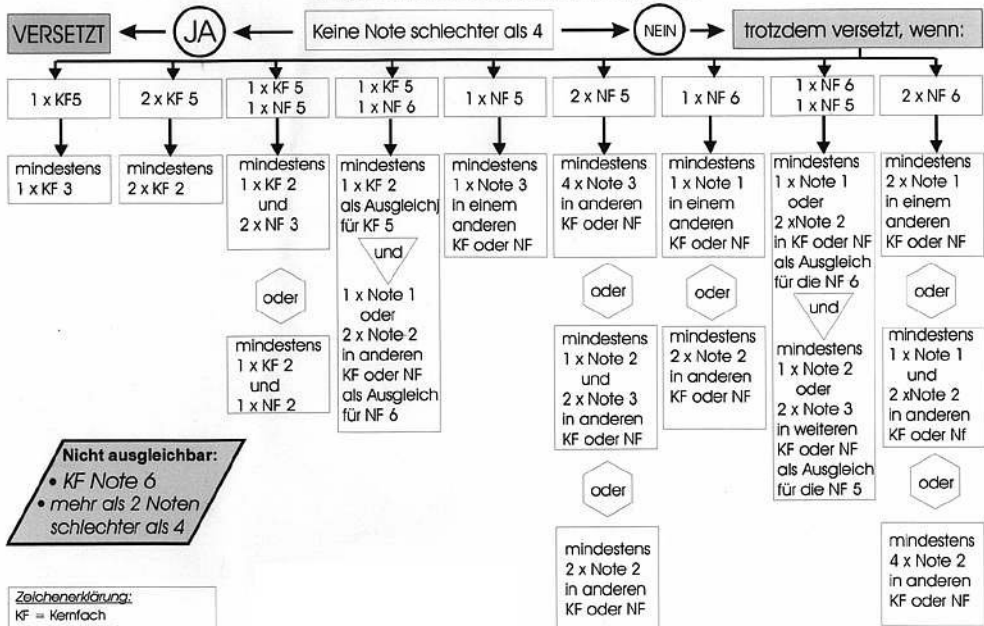 VERSETZT
JA
Keine Note schlechter als 4
NEIN
trotzdem versetzt, wenn:
1 x KF5
2 x KF 5
1 x KF 5
1 x NF 5
1 x KF 5
1 x NF 6
1 x NF 5
2 x NF 5
1 x NF 6
1 x NF 6
1 x NF 5
2 x NF 6
mindestens
1 x KF 3
mindestens
2 x KF 2
mindestens
1 x KF 2
und
2 x NF 3
oder
mindestens
1 x KF 2
und
1 x NF 2
mindestens
1 x KF 2
als Ausgleichj
für KF 5
und
1 x Note 1
oder
2 x Note 2
in anderen
KF oder NF
als Ausgleich
für NF 6
mindestens
1 x Note 3
in einem
anderen
KF oder NF
mindestens
4 x Note 3
in anderen
KF oder NF
oder
mindestens
1 x Note 2
und
2 x Note 3
in anderen
KF oder NF
oder
mindestens
2 x Note 2
in anderen
KF oder NF
mindestens
1 x Note 1
in einem
anderen
KF oder NF
oder
mindestens
2 x Note 2
in anderen
KF oder NF
mindestens
1 x Note 1
oder
2 xNote 2
in KF oder NF
als Ausgleich
für die NF 6
und
mindestens
1 x Note 2
oder
2 x Note 3
in weiteren
KF oder NF
als Ausgleich
für die NF 5
mindestens
2 x Note 1
in einem
anderen
KF oder NF
oder
mindestens
1 x Note 1
und
2 xNote 2
in anderen
KF oder Nf
oder
mindestens
4 x Note 2
in anderen
KF oder NF
Nicht ausgleichbar:
• KF Note 6
• mehr als 2 Noten
schlechter als 4
Zeichenerklärung:
KF = Kernfach